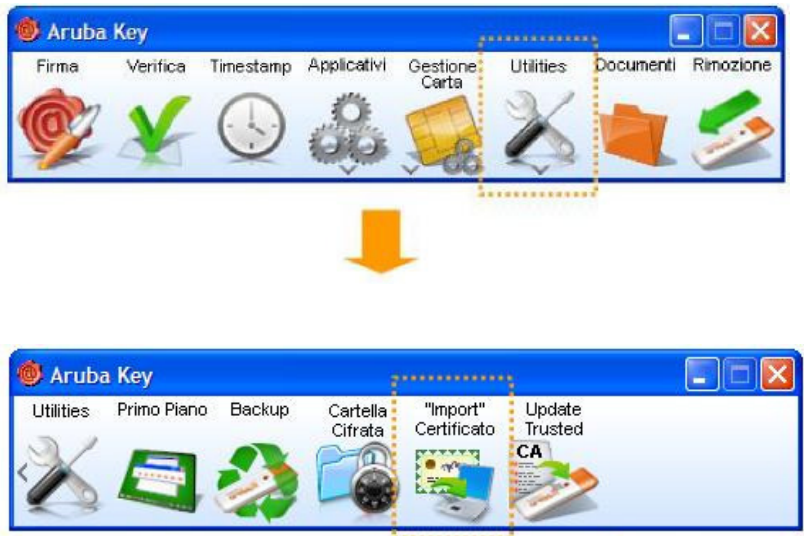 Aruba Key
Firma Verifica Timestamp Applicativi Gestione Carta Utilities Documenti Rimozione
Aruba Key
Utilities Primo Piano Backup Cartella Cifrata "Import" Certificato Update Trusted
CA